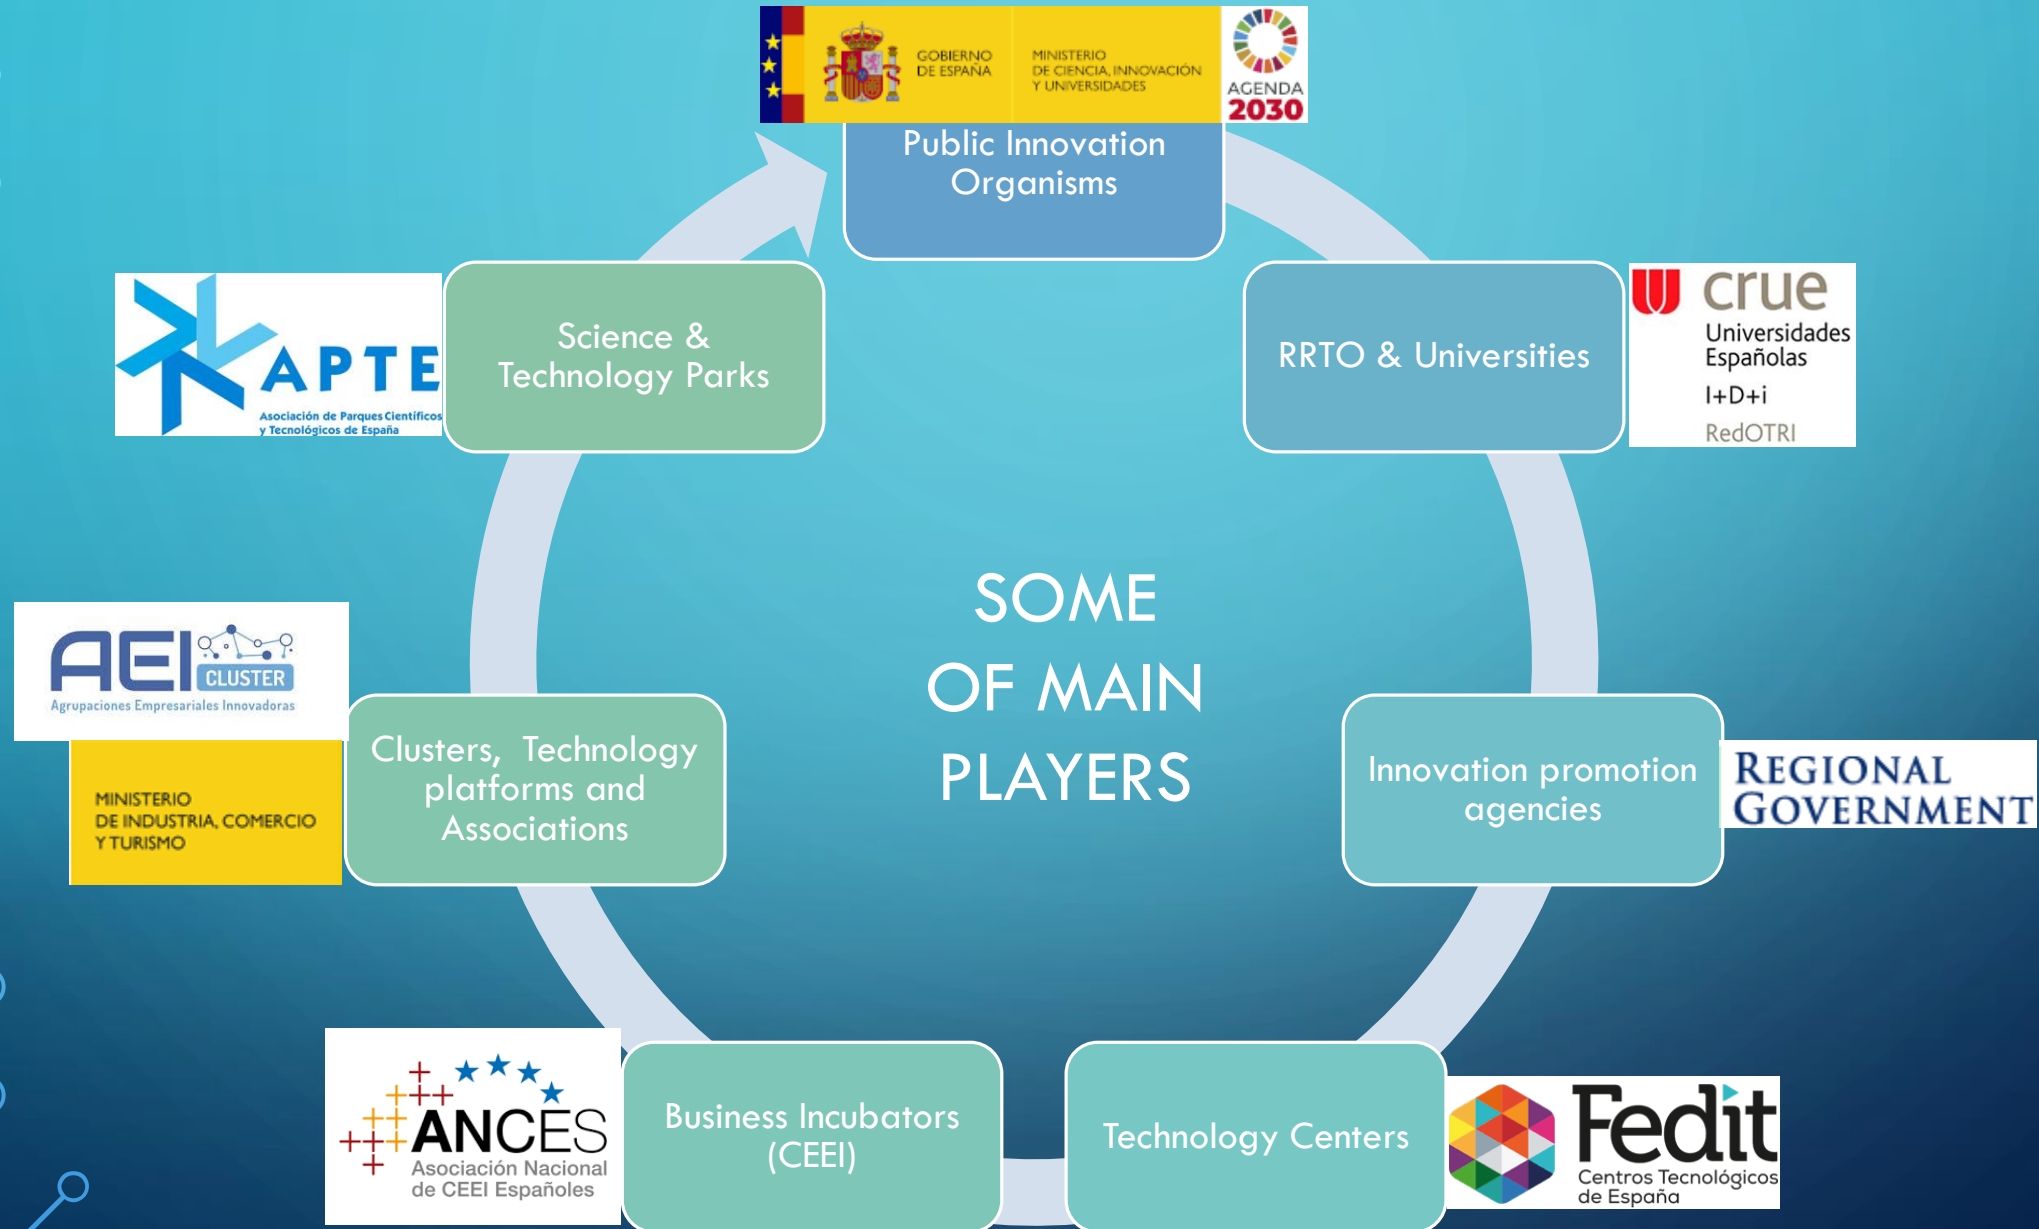 GOBIERNO
DE ESPAÑA
MINISTERIO
DE CIENCIA, INNOVACIÓN
Y UNIVERSIDADES
AGENDA
2030
Public Innovation
Organisms
Science &
Technology Parks
APTE
Asociación de Parques Científicos
y Tecnológicos de España
RRTO & Universities
crue
Universidades
Españolas
I+D+i
RedOTRI
SOME
OF MAIN
PLAYERS
AEI
CLUSTER
Agrupaciones Empresariales Innovadoras
MINISTERIO
DE INDUSTRIA, COMERCIO
Y TURISMO
Clusters, Technology
platforms and
Associations
Innovation promotion
agencies
REGIONAL
GOVERNMENT
ANCES
Asociación Nacional
de CEEI Españoles
Business Incubators
(CEEI)
Technology Centers
Fedit
Centros Tecnológicos
de España